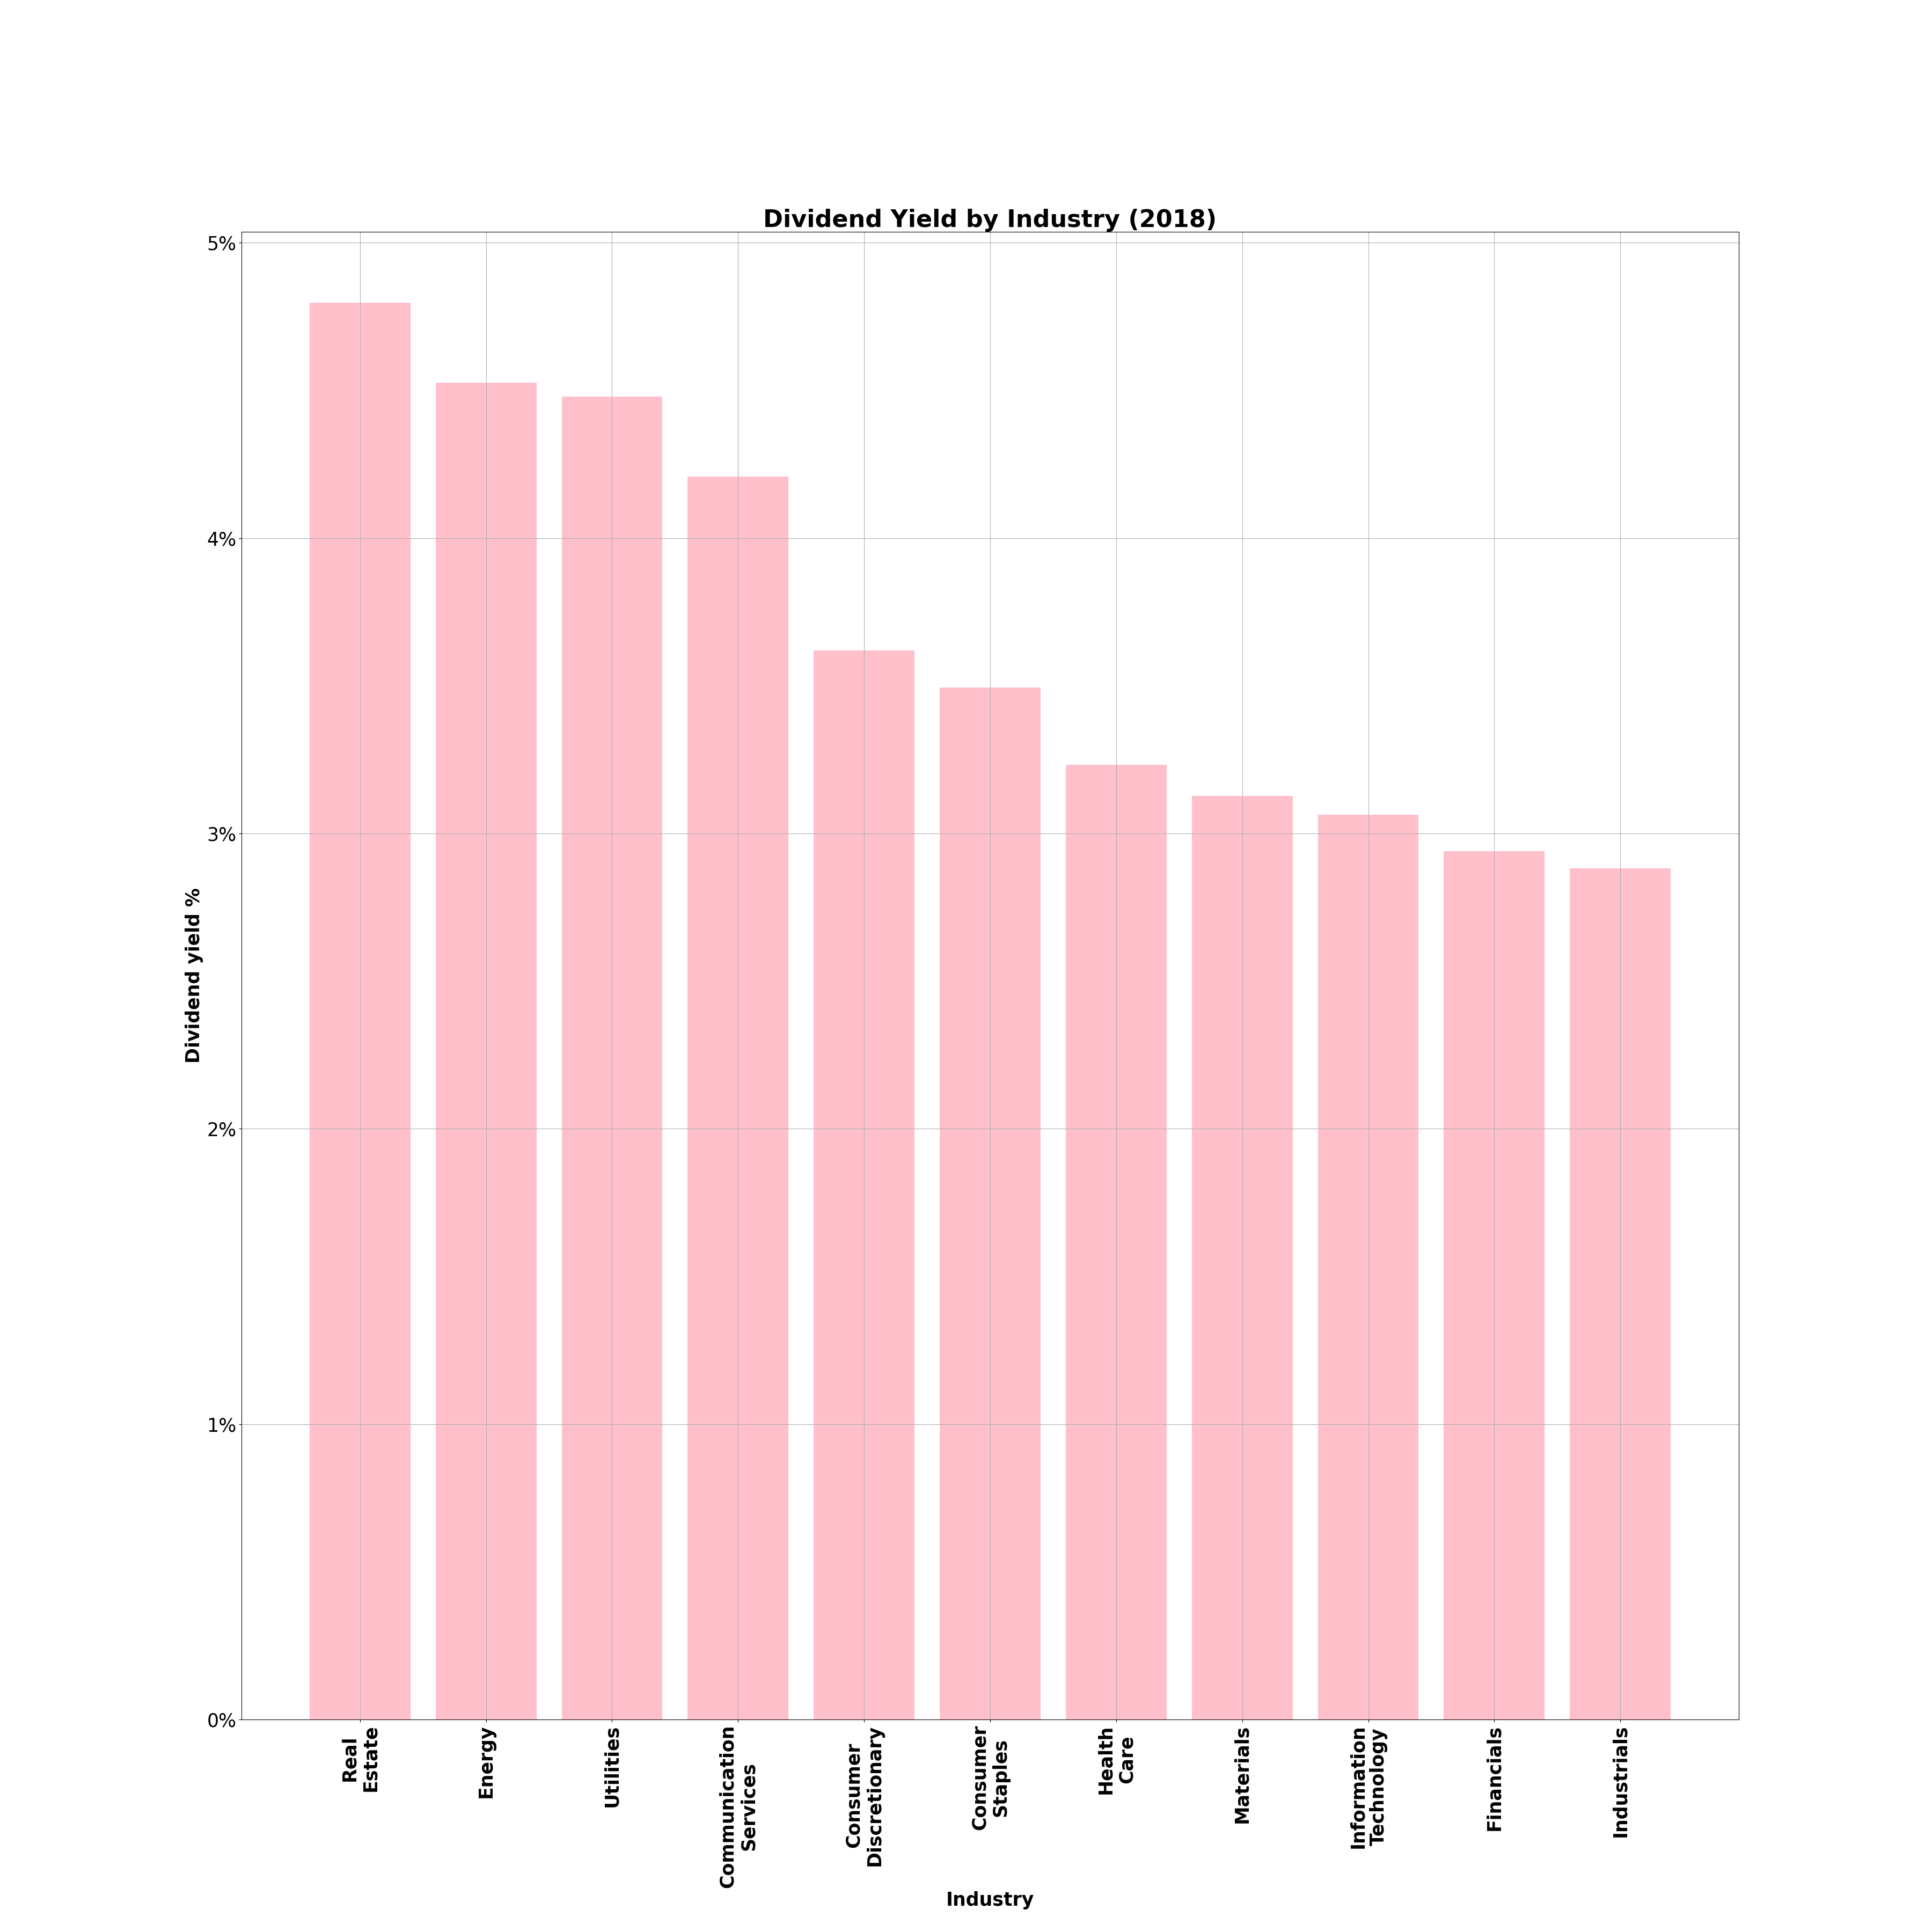 Dividend Yield by Industry (2018)
5%
4%
3%
2%
1%
0%
Dividend yield %
Real
Estate
Energy
Utilities
Communication
Services
Consumer
Discretionary
Consumer
Staples
Health
Care
Materials
Information
Technology
Financials
Industrials
Industry